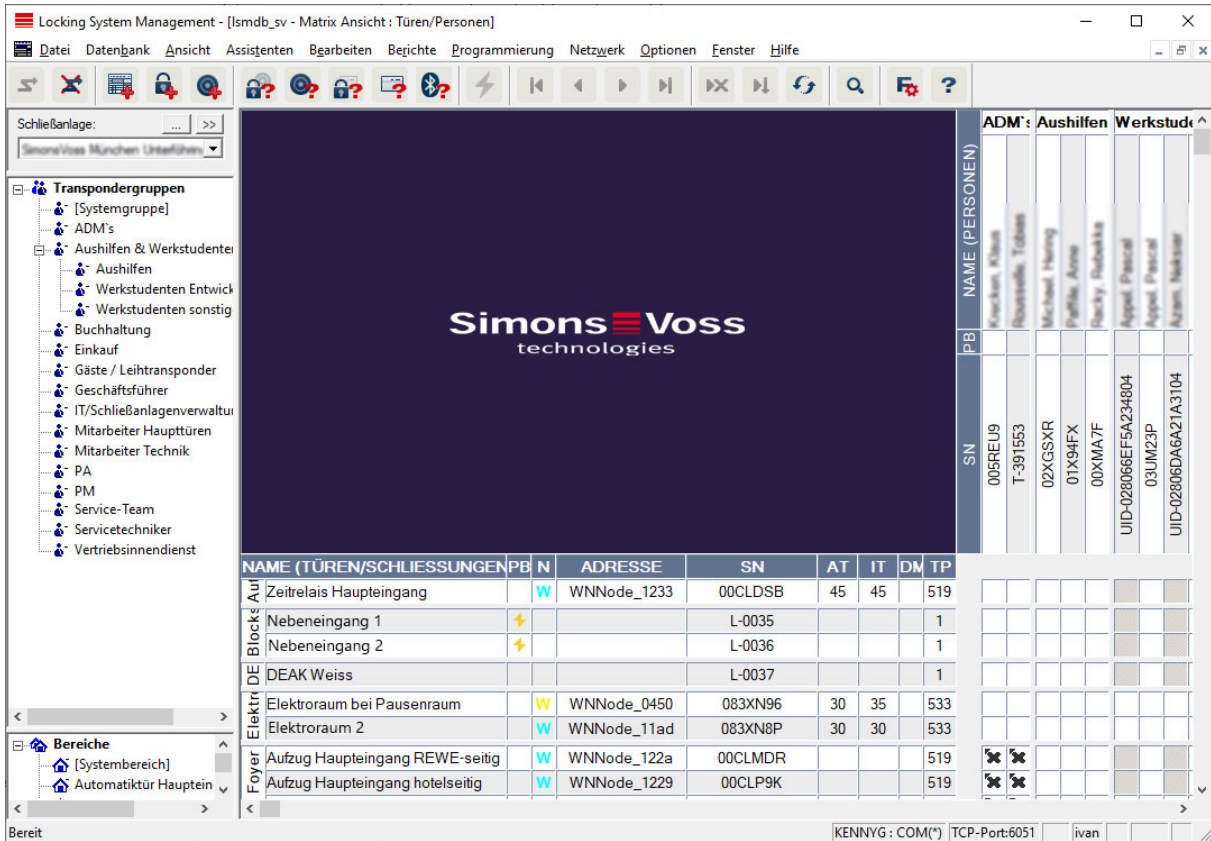 Locking System Management - [lsmdb_sv - Matrix Ansicht : Türen/Personen]
Datei Datenbank Ansicht Assistenten Bearbeiten Berichte Programmierung Netzwerk Optionen Fenster Hilfe
Schließanlage: ... >>
Transpondergruppen
[Systemgruppe]
ADM`s
Aushilfen & Werkstudenten
Aushilfen
Werkstudenten Entwick
Werkstudenten sonstig
Buchhaltung
Einkauf
Gäste / Leihtransponder
Geschäftsführer
IT/Schließanlagenverwaltu
Mitarbeiter Haupttüren
Mitarbeiter Technik
PA
PM
Service-Team
Servicetechniker
Vertriebsinnendienst
Bereiche
[Systembereich]
Automatiktür Hauptein
Simons Voss
technologies
ADM`s Aushilfen Werkstude
NAME (PERSONEN)
PB
SN
005REU9
T-391553
02XGSXR
01X94FX
00XMA7F
UID-028066EF5A234804
03UM23P
UID-02806DA6A21A3104
NAME (TÜREN/SCHLIESSUNGEN PB N ADRESSE SN AT IT DM TP
Auf Zeitrelais Haupteingang W WNNode_1233 00CLDSB 45 45 519
Blocks Nebeneingang 1 L-0035 1
Nebeneingang 2 L-0036 1
DE DEAK Weiss L-0037 1
Elektr Elektroraum bei Pausenraum W WNNode_0450 083XN96 30 35 533
Elektroraum 2 W WNNode_11ad 083XN8P 30 30 533
Foyer Aufzug Haupteingang REWE-seitig W WNNode_122a 00CLMDR 519
Aufzug Haupteingang hotelseitig W WNNode_1229 00CLP9K 519
Bereit KENNYG : COM(*) TCP-Port:6051 ivan